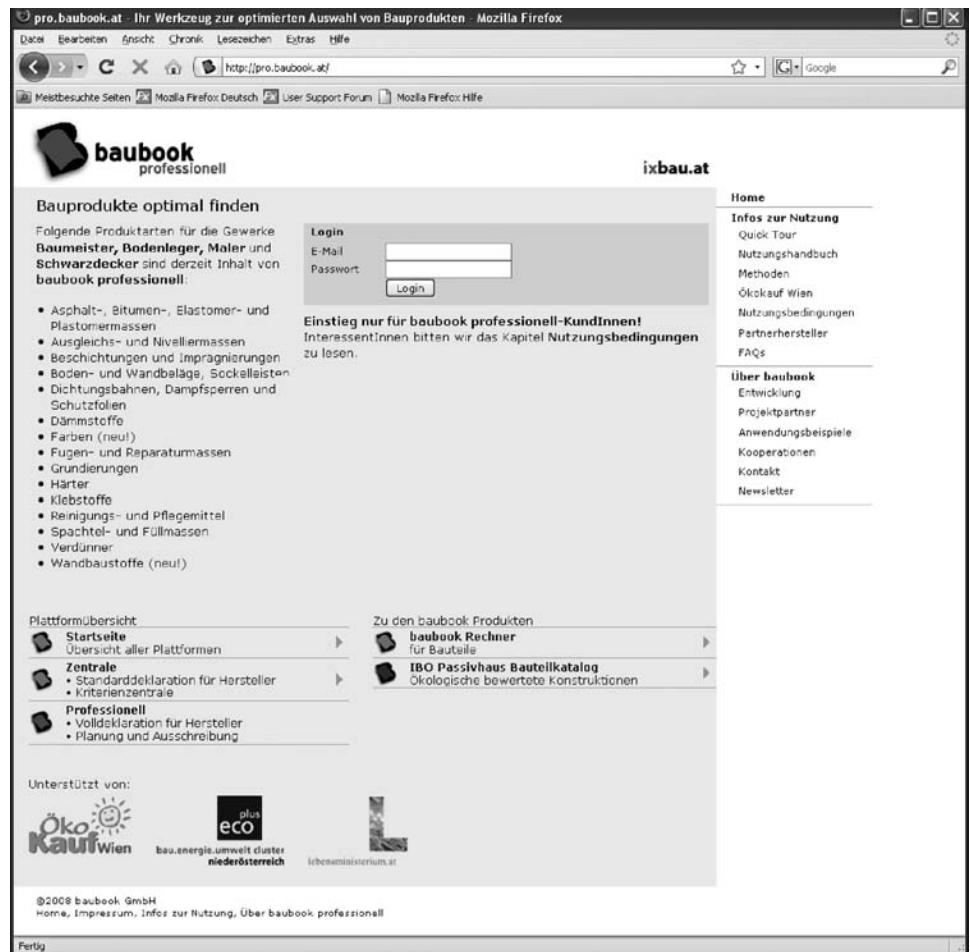 pro.baubook.at - Ihr Werkzeug zur optimierten Auswahl von Bauprodukten - Mozilla Firefox
Datei Bearbeiten Ansicht Chronik Lesezeichen Extras Hilfe
http://pro.baubook.at/
Google
Meistbesuchte Seiten Mozilla Firefox Deutsch User Support Forum Mozilla Firefox Hilfe
baubook
professionell
ixbau.at
Bauprodukte optimal finden
Folgende Produktarten für die Gewerke
Baumeister, Bodenleger, Maler und
Schwarzdecker sind derzeit Inhalt von
baubook professionell:
• Asphalt-, Bitumen-, Elastomer- und
Plastomermassen
• Ausgleichs- und Nivelliermassen
• Beschichtungen und Imprägnierungen
• Boden- und Wandbeläge, Sockelleisten
• Dichtungsbahnen, Dampfsperren und
Schutzfolien
• Dämmstoffe
• Farben (neu!)
• Fugen- und Reparaturmassen
• Grundierungen
• Härter
• Klebstoffe
• Reinigungs- und Pflegemittel
• Spachtel- und Füllmassen
• Verdünner
• Wandbaustoffe (neu!)
Login
E-Mail
Passwort
Login
Einstieg nur für baubook professionell-KundInnen!
InteressentInnen bitten wir das Kapitel Nutzungsbedingungen
zu lesen.
Home
Infos zur Nutzung
Quick Tour
Nutzungshandbuch
Methoden
Ökokauf Wien
Nutzungsbedingungen
Partnerhersteller
FAQs
Über baubook
Entwicklung
Projektpartner
Anwendungsbeispiele
Kooperationen
Kontakt
Newsletter
Plattformübersicht
Startseite
Übersicht aller Plattformen
Zentrale
• Standarddeklaration für Hersteller
• Kriterienzentrale
Professionell
• Volldeklaration für Hersteller
• Planung und Ausschreibung
Zu den baubook Produkten
baubook Rechner
für Bauteile
IBO Passivhaus Bauteilkatalog
Ökologische bewertete Konstruktionen
Unterstützt von:
Öko
Kauf Wien
plus
eco
bau.energie.umwelt cluster
niederösterreich
lebensministerium.at
©2008 baubook GmbH
Home, Impressum, Infos zur Nutzung, Über baubook professionell
Fertig